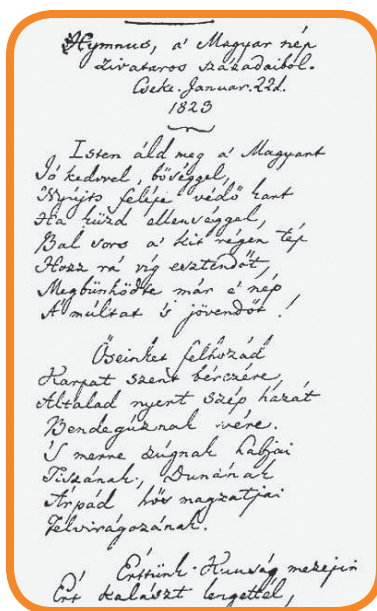 Hymnus, a' Magyar nép
zivataros századaiból.
Cseke. Januar. 22d.
1823
Isten áld meg a' Magyart
Jó kedvvel, bőséggel,
Nyújts feléje védő kart
Ha küzd ellenséggel,
Bal sors a' kit régen tép
Hozz rá víg esztendőt,
Megbűnhődte már e' nép
A' múltat 's jövendőt!
Őseinket felhozád
Kárpát szent bérczére,
Általad nyert szép hazát
Bendegúznak vére.
'S merre zúgnak habjai
Tiszának, Dunának
Árpád hős magzatjai
Felvirágozának.
Értünk Kunság mezejin
Ért kalászt lengettél,